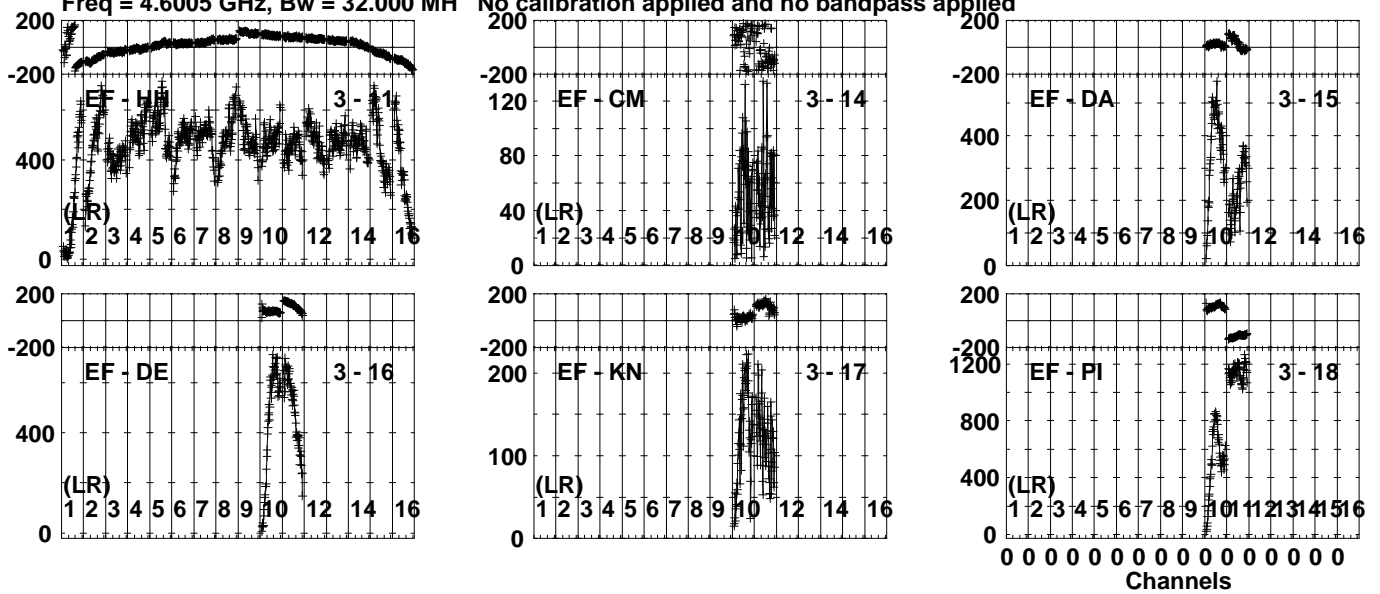 Freq = 4.6005 GHz, Bw = 32.000 MH No calibration applied and no bandpass applied
200
-200
EF - HH 3 - 11
400
(LR)
1 2 3 4 5 6 7 8 9 10 12 14 16
0
200
-200
120
EF - CM 3 - 14
80
40
(LR)
1 2 3 4 5 6 7 8 9 10 12 14 16
0
200
-200
EF - DA 3 - 15
400
200
(LR)
1 2 3 4 5 6 7 8 9 10 12 14 16
0
200
-200
EF - DE 3 - 16
400
(LR)
1 2 3 4 5 6 7 8 9 10 12 14 16
0
200
-200
200
EF - KN 3 - 17
100
(LR)
1 2 3 4 5 6 7 8 9 10 12 14 16
0
200
-200
1200
EF - PI 3 - 18
800
400
(LR)
1 2 3 4 5 6 7 8 9 10 11 12 13 14 15 16
0
0 0 0 0 0 0 0 0 0 0 0 0 0 0 0 0
Channels